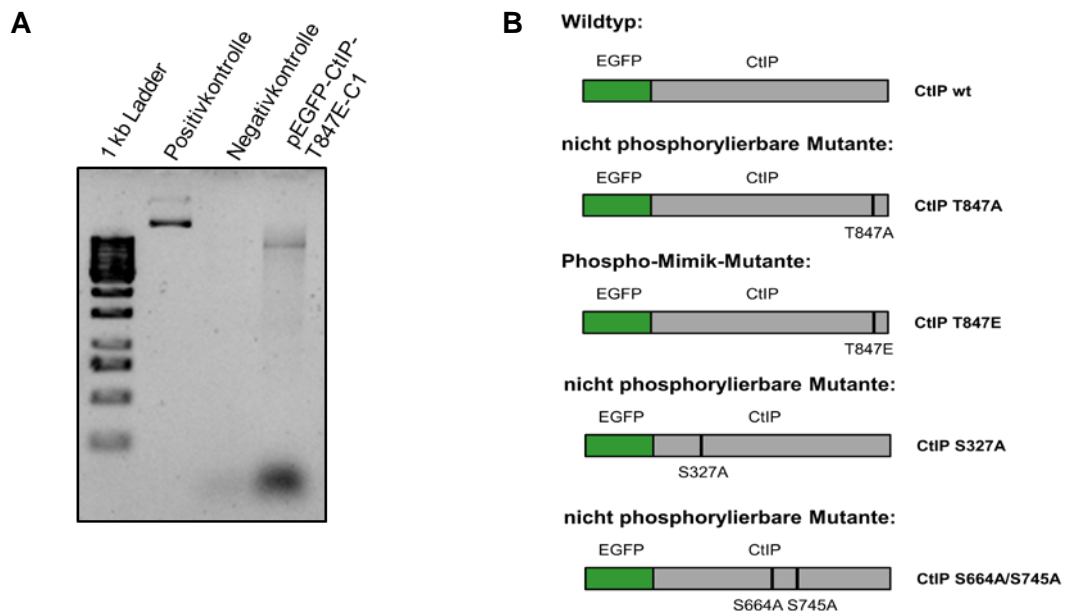 A
1 kb Ladder
Positivkontrolle
Negativkontrolle
pEGFP-CtIP-
T847E-C1
B
Wildtyp:
EGFP CtIP
CtIP wt
nicht phosphorylierbare Mutante:
EGFP CtIP
CtIP T847A
T847A
Phospho-Mimik-Mutante:
EGFP CtIP
CtIP T847E
T847E
nicht phosphorylierbare Mutante:
EGFP CtIP
CtIP S327A
S327A
nicht phosphorylierbare Mutante:
EGFP CtIP
CtIP S664A/S745A
S664A S745A